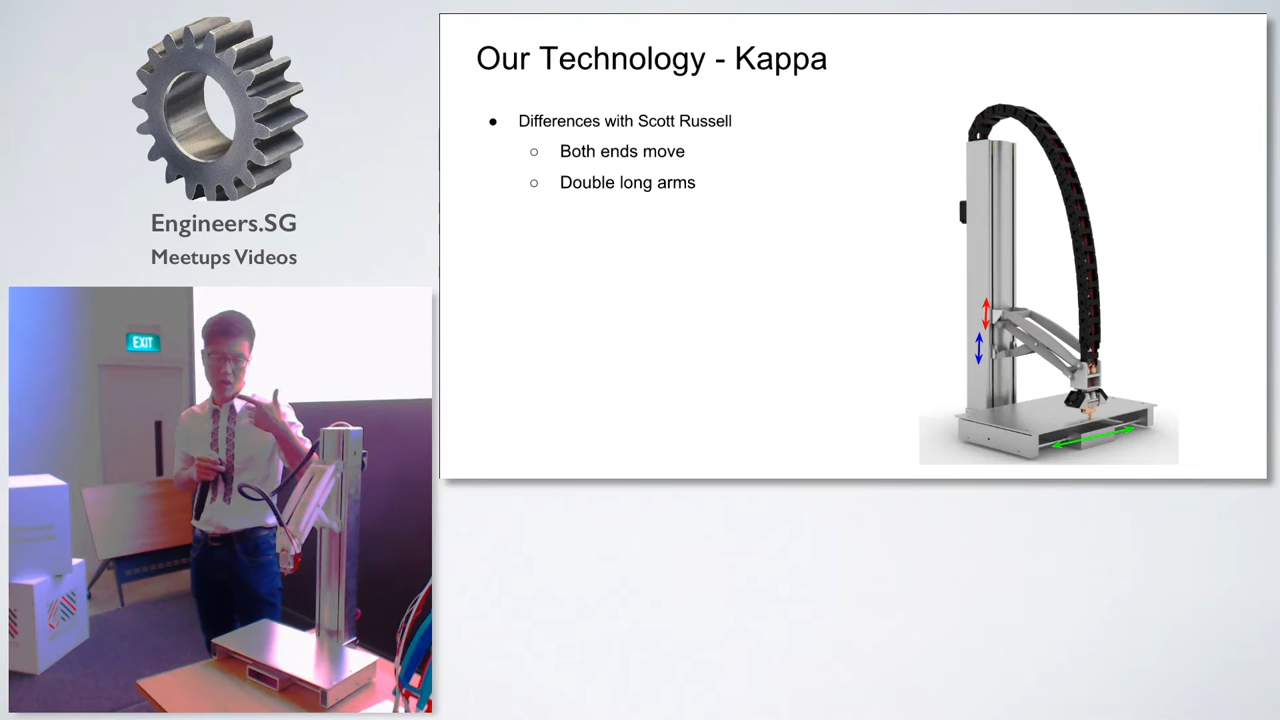 Engineers.SG
Meetups Videos
EXIT
Our Technology - Kappa
● Differences with Scott Russell
○ Both ends move
○ Double long arms